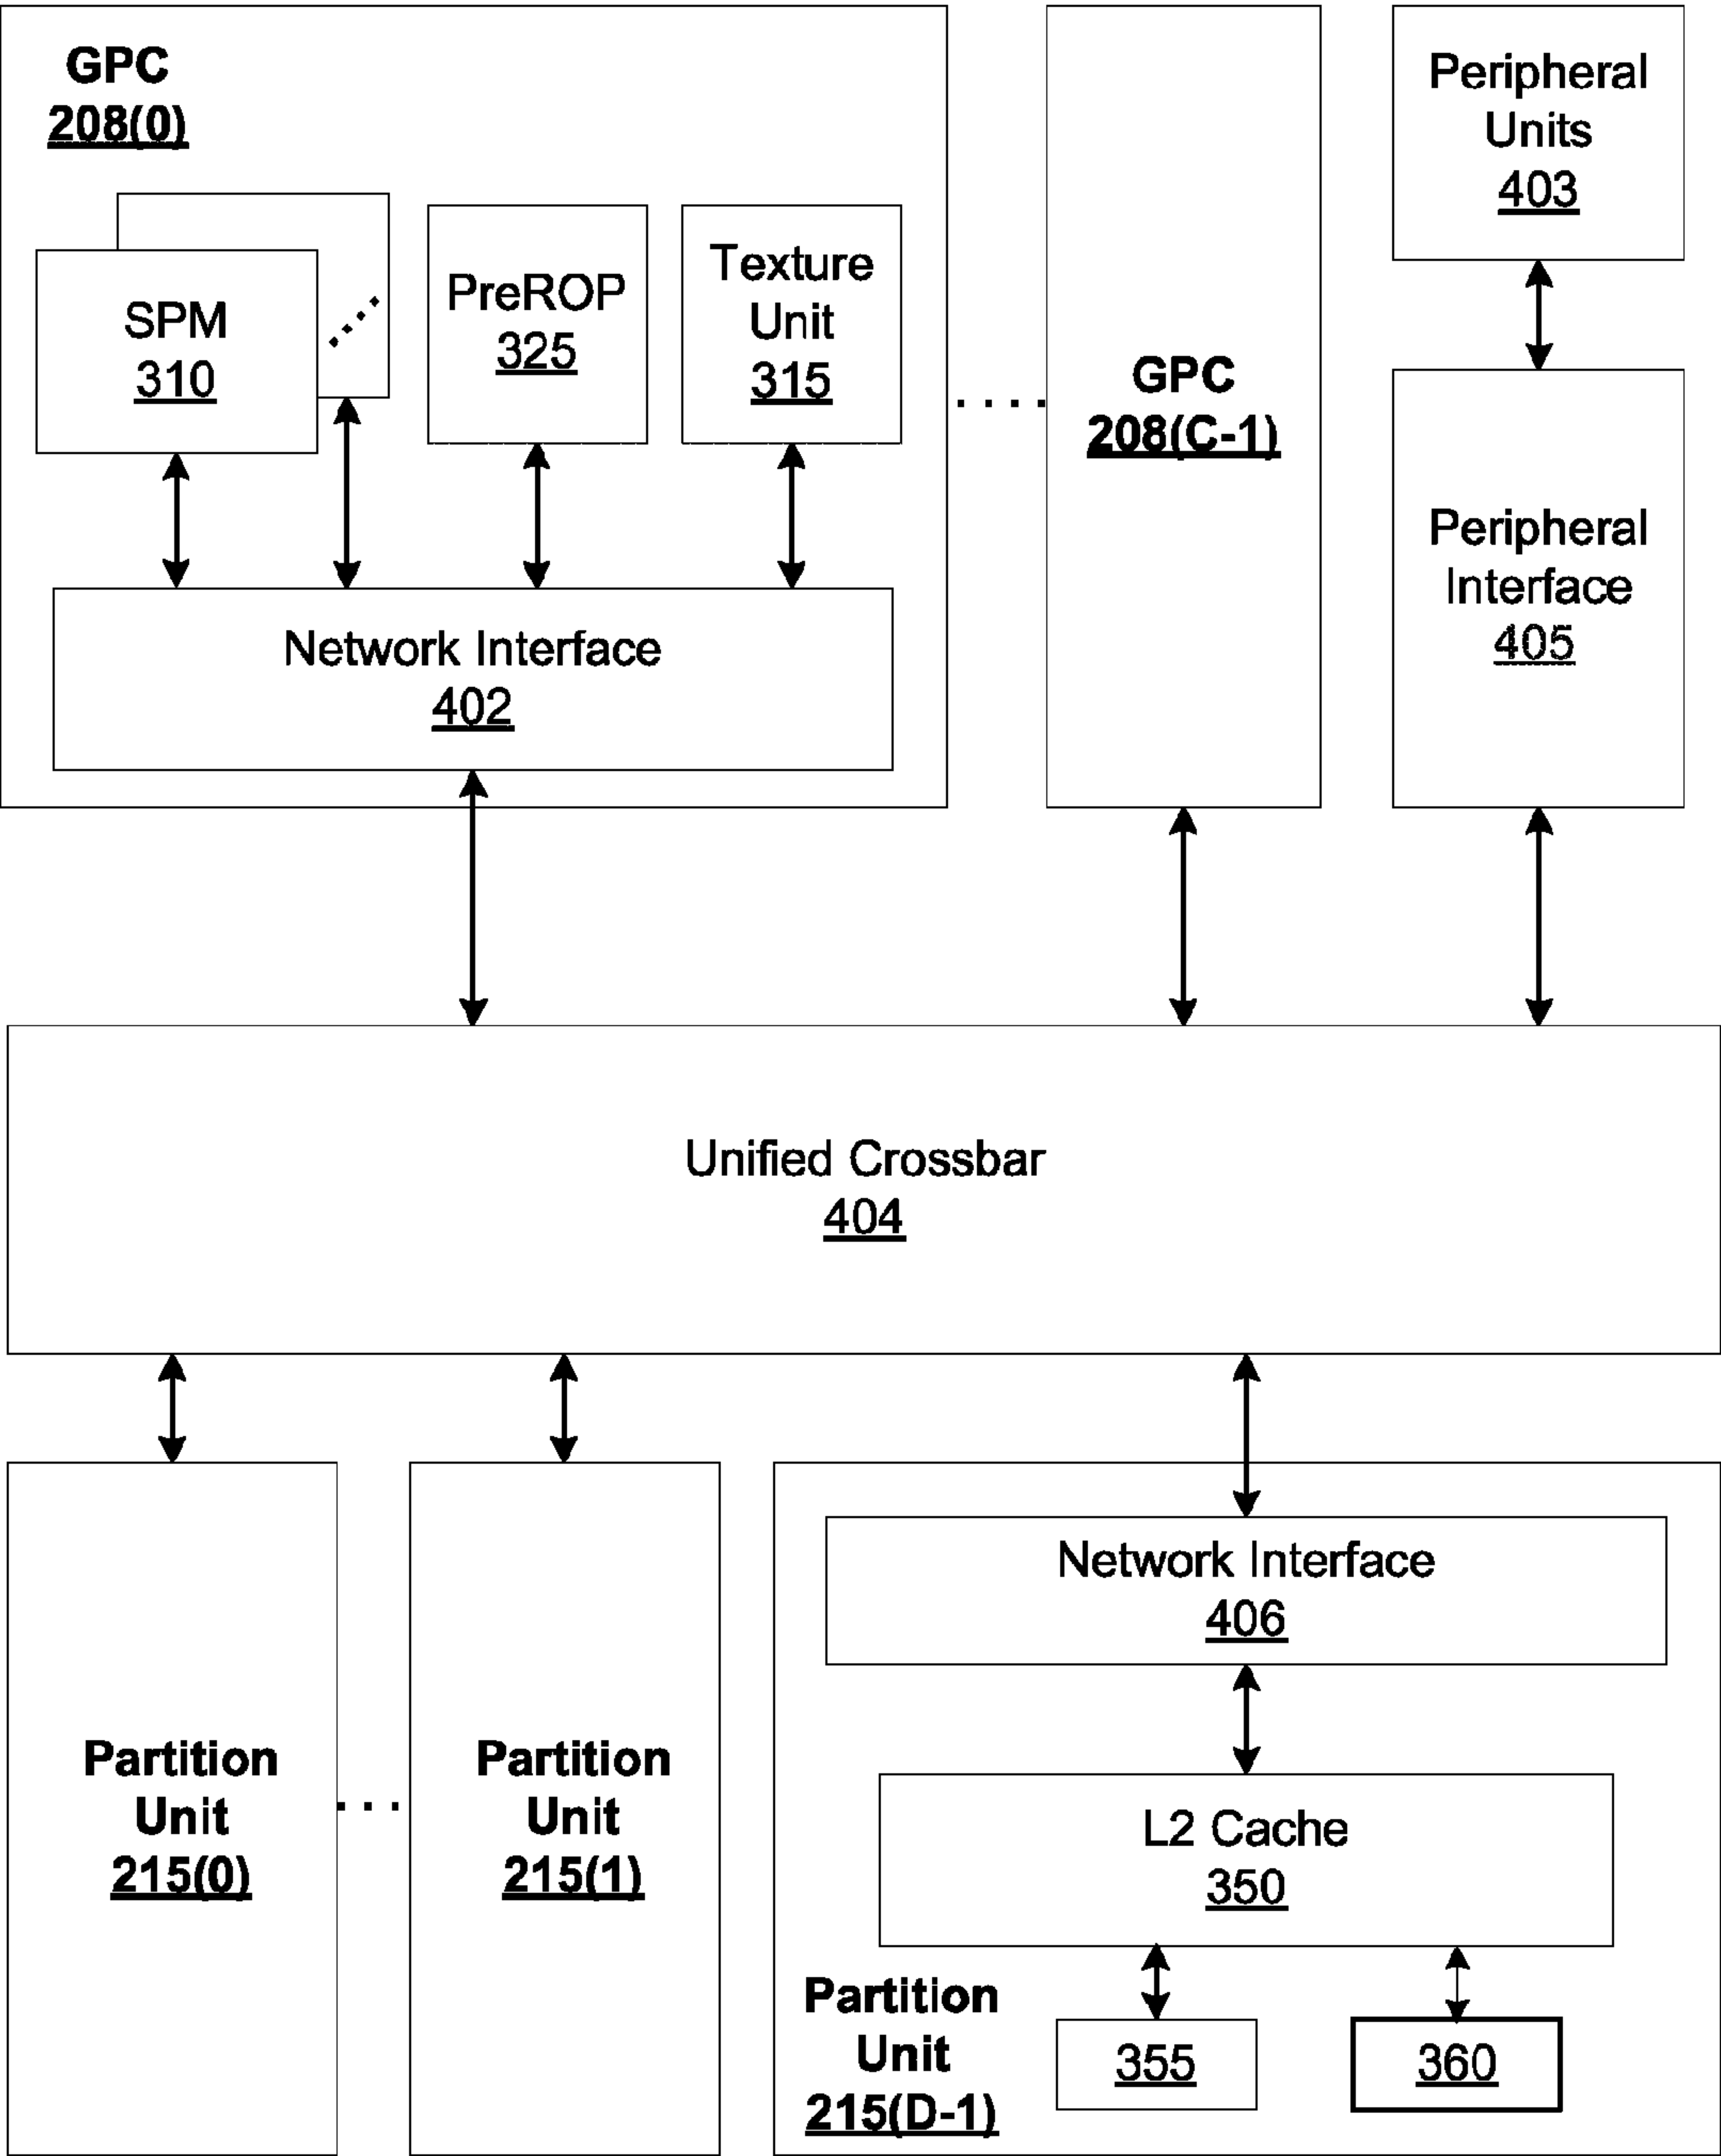 GPC
208(0)
SPM
310
PreROP
325
Texture
Unit
315
Network Interface
402
. . . .
GPC
208(C-1)
Peripheral
Units
403
Peripheral
Interface
405
Unified Crossbar
404
Partition
Unit
215(0)
. . .
Partition
Unit
215(1)
Network Interface
406
L2 Cache
350
355
360
Partition
Unit
215(D-1)